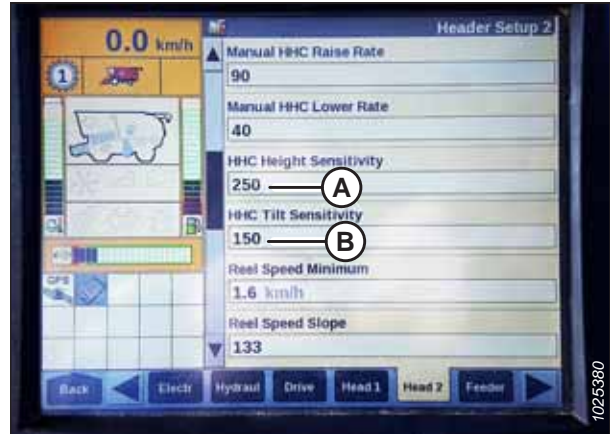 0.0 km/h
Header Setup 2
1
Manual HHC Raise Rate
90
Manual HHC Lower Rate
40
HHC Height Sensitivity
250
A
HHC Tilt Sensitivity
150
B
Reel Speed Minimum
1.6 km/h
Reel Speed Slope
133
GPS
Back
Electr
Hydraul
Drive
Head 1
Head 2
Feeder
1025380